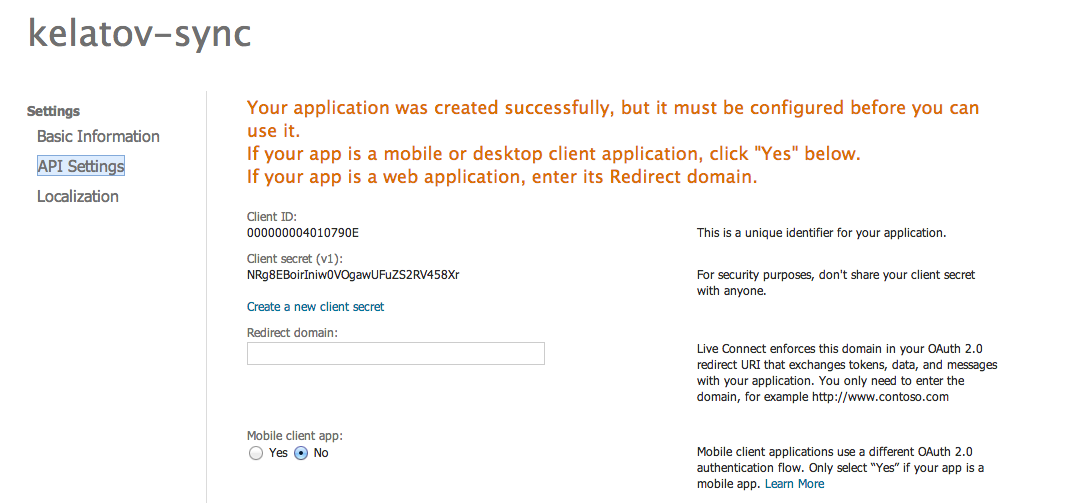 kelatov-sync
Settings
Basic Information
API Settings
Localization
Your application was created successfully, but it must be configured before you can
use it.
If your app is a mobile or desktop client application, click "Yes" below.
If your app is a web application, enter its Redirect domain.
Client ID:
000000004010790E
This is a unique identifier for your application.
Client secret (v1):
NRg8EBoirIniw0VOgawUFuZS2RV458Xr
For security purposes, don't share your client secret
with anyone.
Create a new client secret
Redirect domain:
Live Connect enforces this domain in your OAuth 2.0
redirect URI that exchanges tokens, data, and messages
with your application. You only need to enter the
domain, for example http://www.contoso.com
Mobile client app:
Yes No
Mobile client applications use a different OAuth 2.0
authentication flow. Only select “Yes” if your app is a
mobile app. Learn More